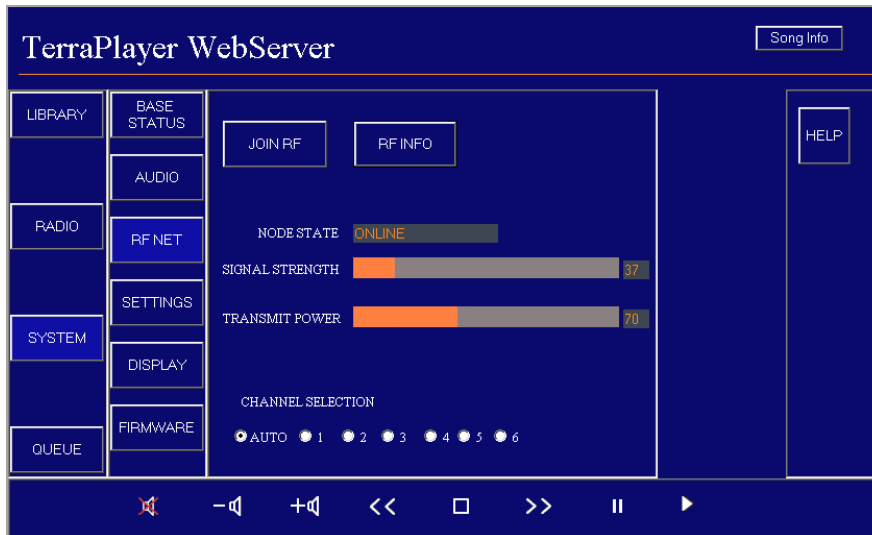 TerraPlayer WebServer
Song Info
LIBRARY
RADIO
SYSTEM
QUEUE
BASE
STATUS
AUDIO
RF NET
SETTINGS
DISPLAY
FIRMWARE
JOIN RF
RF INFO
NODE STATE ONLINE
SIGNAL STRENGTH 37
TRANSMIT POWER 70
CHANNEL SELECTION
AUTO 1 2 3 4 5 6
HELP
- + << >>